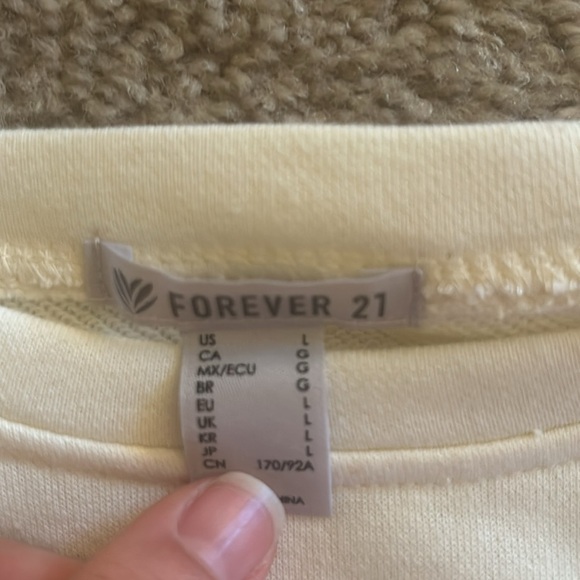 FOREVER 21
US L
CA G
MX/ECU G
BR G
EU L
UK L
KR L
JP L
CN 170/92A